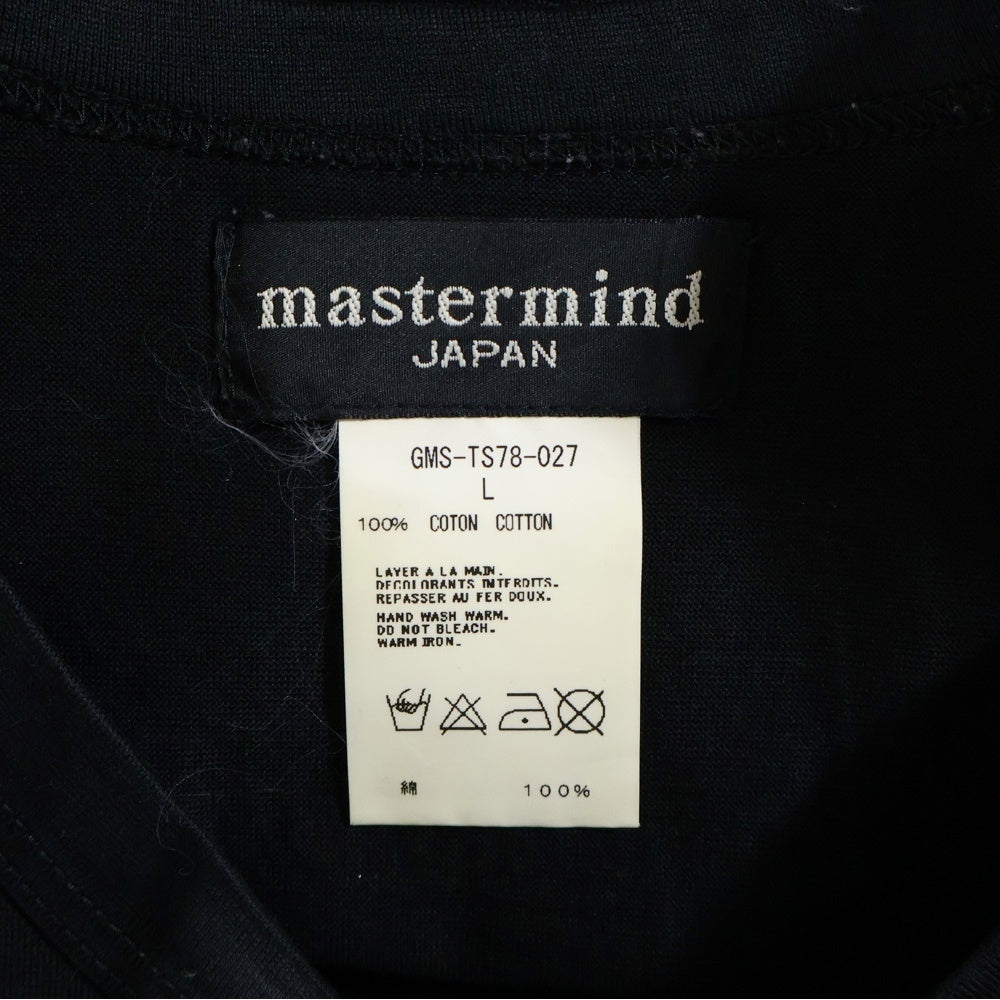 mastermind
JAPAN
GMS-TS78-027
L
100% COTON COTTON
LAVER A LA MAIN.
DECOLORANTS INTERDITS.
REPASSER AU FER DOUX.
HAND WASH WARM.
DO NOT BLEACH.
WARM IRON.
綿 100%